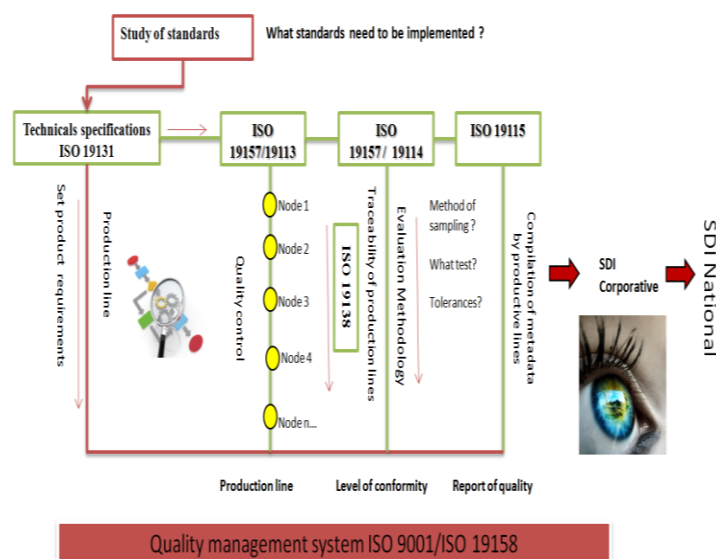 Study of standards
What standards need to be implemented ?
Technicals specifications
ISO 19131
ISO
19157/19113
ISO
19157/ 19114
ISO 19115
Set product requirements
Production line
Node 1
Node 2
Node 3
Node 4
Node n...
Quality control
ISO 19138
Traceability of production lines
Evaluation Methodology
Method of
sampling ?
What test?
Tolerances?
Compilation of metadata
by productive lines
SDI
Corporative
SDI National
Production line
Level of conformity
Report of quality
Quality management system ISO 9001/ISO 19158